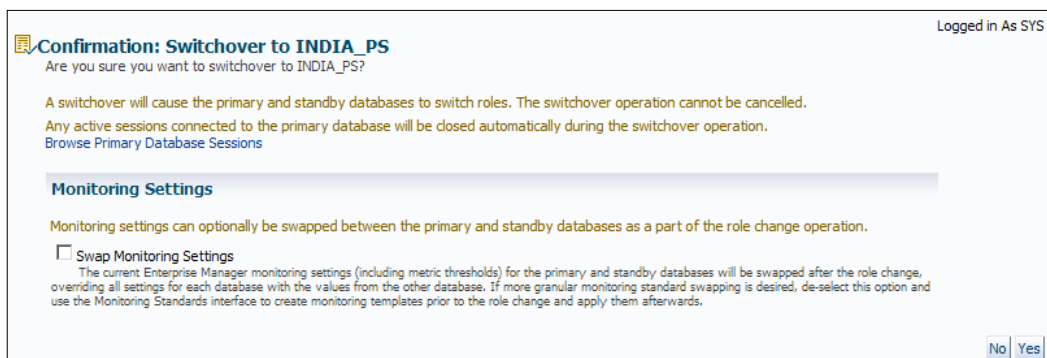 Logged in As SYS
Confirmation: Switchover to INDIA_PS
Are you sure you want to switchover to INDIA_PS?
A switchover will cause the primary and standby databases to switch roles. The switchover operation cannot be cancelled.
Any active sessions connected to the primary database will be closed automatically during the switchover operation.
Browse Primary Database Sessions
Monitoring Settings
Monitoring settings can optionally be swapped between the primary and standby databases as a part of the role change operation.
Swap Monitoring Settings
The current Enterprise Manager monitoring settings (including metric thresholds) for the primary and standby databases will be swapped after the role change,
overriding all settings for each database with the values from the other database. If more granular monitoring standard swapping is desired, de-select this option and
use the Monitoring Standards interface to create monitoring templates prior to the role change and apply them afterwards.
No Yes